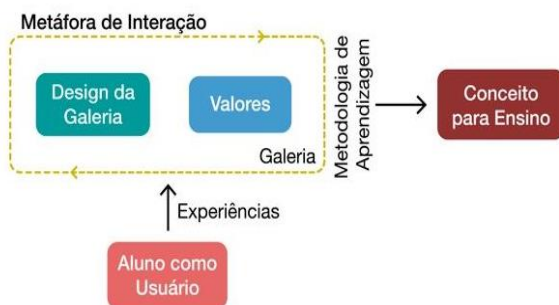 Metáfora de Interação
Design da
Galeria
Valores
Galeria
Metodologia de
Aprendizagem
Conceito
para Ensino
Experiências
Aluno como
Usuário